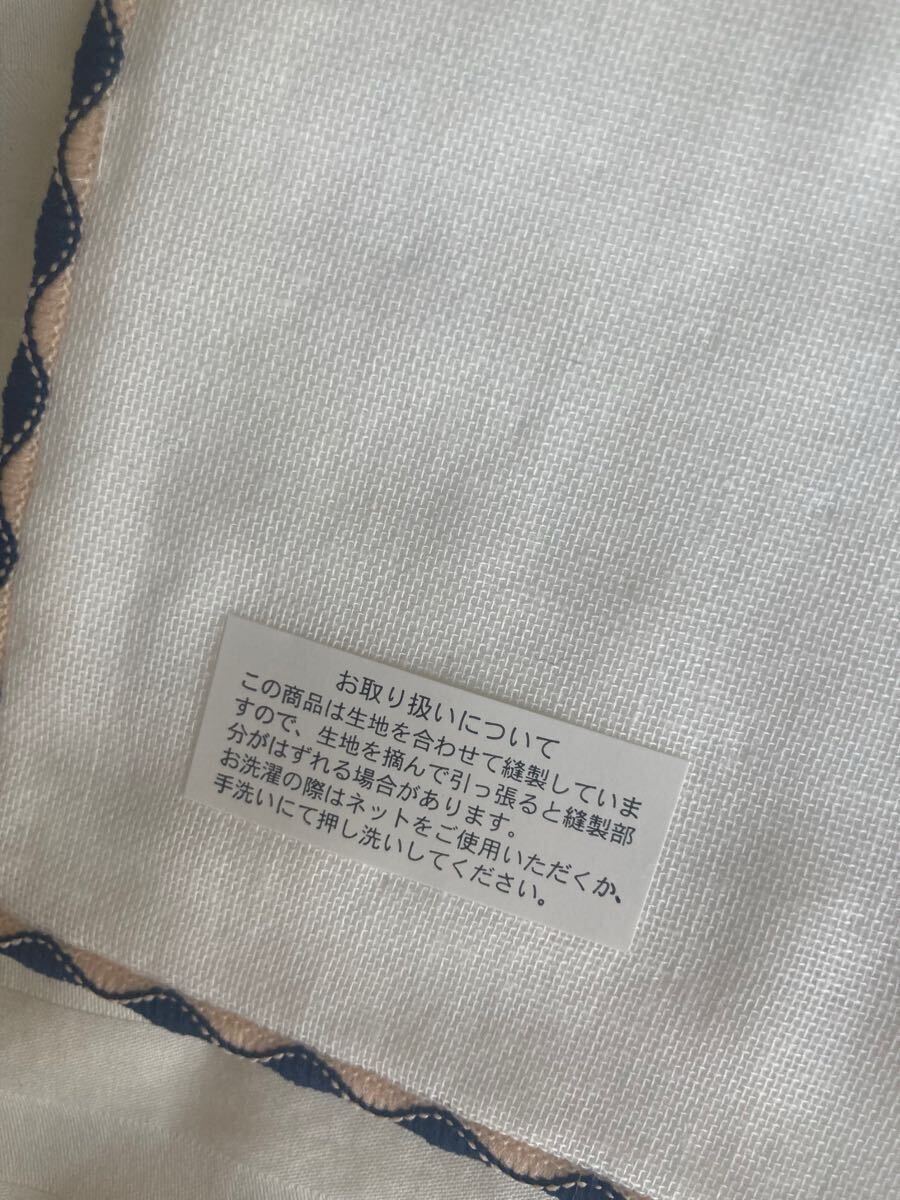 お取り扱いについて
この商品は生地を合わせて縫製していま
すので、生地を摘んで引っ張ると縫製部
分がはずれる場合があります。
お洗濯の際はネットをご使用いただくか、
手洗いにて押し洗いしてください。